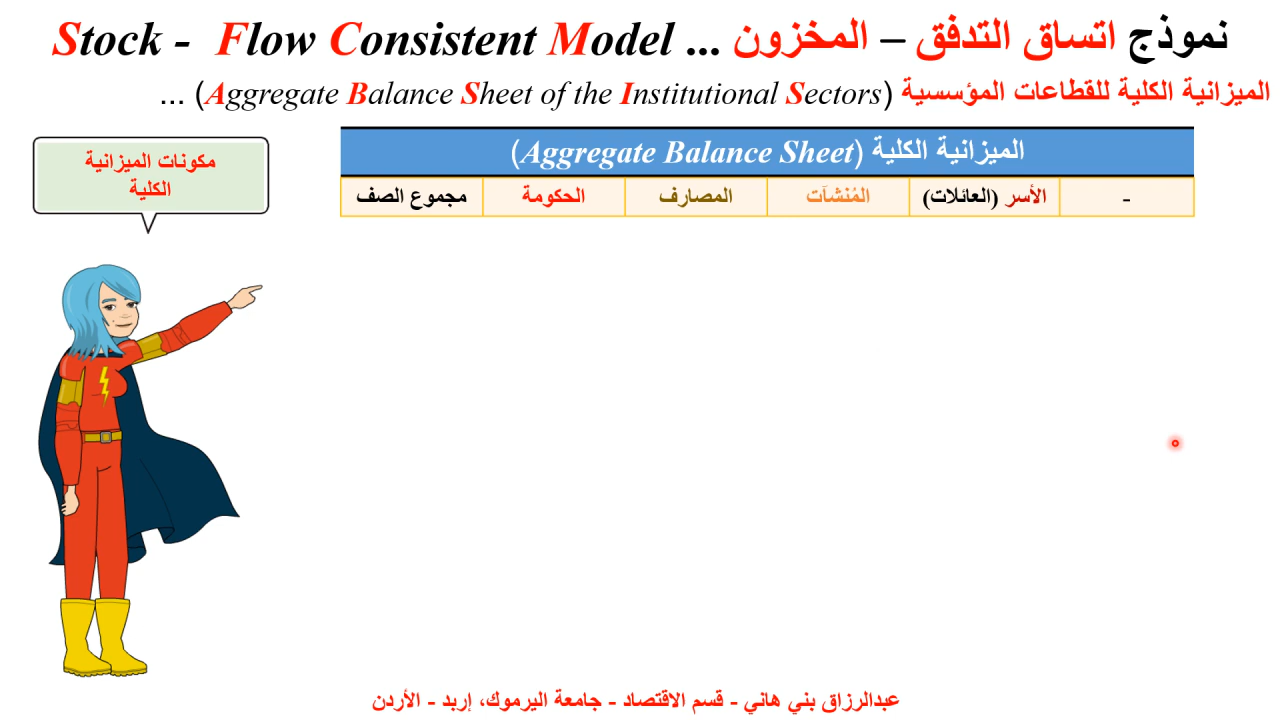 نموذج اتساق التدفق – المخزون ... Stock - Flow Consistent Model
الميزانية الكلية للقطاعات المؤسسية (Aggregate Balance Sheet of the Institutional Sectors) ...
مكونات الميزانية
الكلية
الميزانية الكلية (Aggregate Balance Sheet)
- الأسر (العائلات) المُنشآت المصارف الحكومة مجموع الصف
عبدالرزاق بني هاني - قسم الاقتصاد - جامعة اليرموك، إربد - الأردن